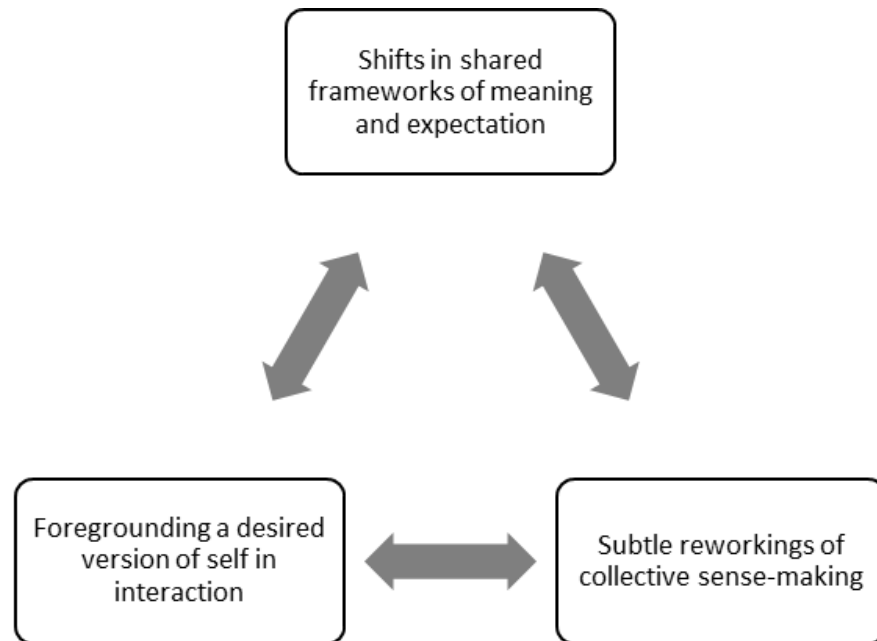 Shifts in shared
frameworks of meaning
and expectation
Foregrounding a desired
version of self in
interaction
Subtle reworkings of
collective sense-making